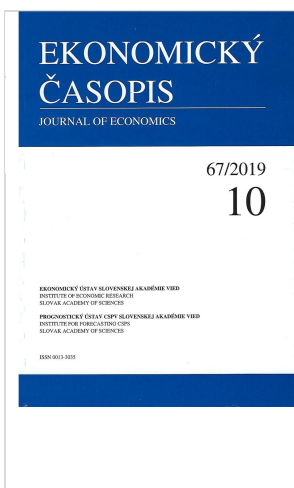 EKONOMICKÝ
ČASOPIS
JOURNAL OF ECONOMICS
67/2019
10
EKONOMICKÝ ÚSTAV SLOVENSKEJ AKADÉMIE VIED
INSTITUTE OF ECONOMIC RESEARCH
SLOVAK ACADEMY OF SCIENCES
PROGNOSTICKÝ ÚSTAV CSPV SLOVENSKEJ AKADÉMIE VIED
INSTITUTE FOR FORECASTING CSPS
SLOVAK ACADEMY OF SCIENCES
ISSN 0013-3035